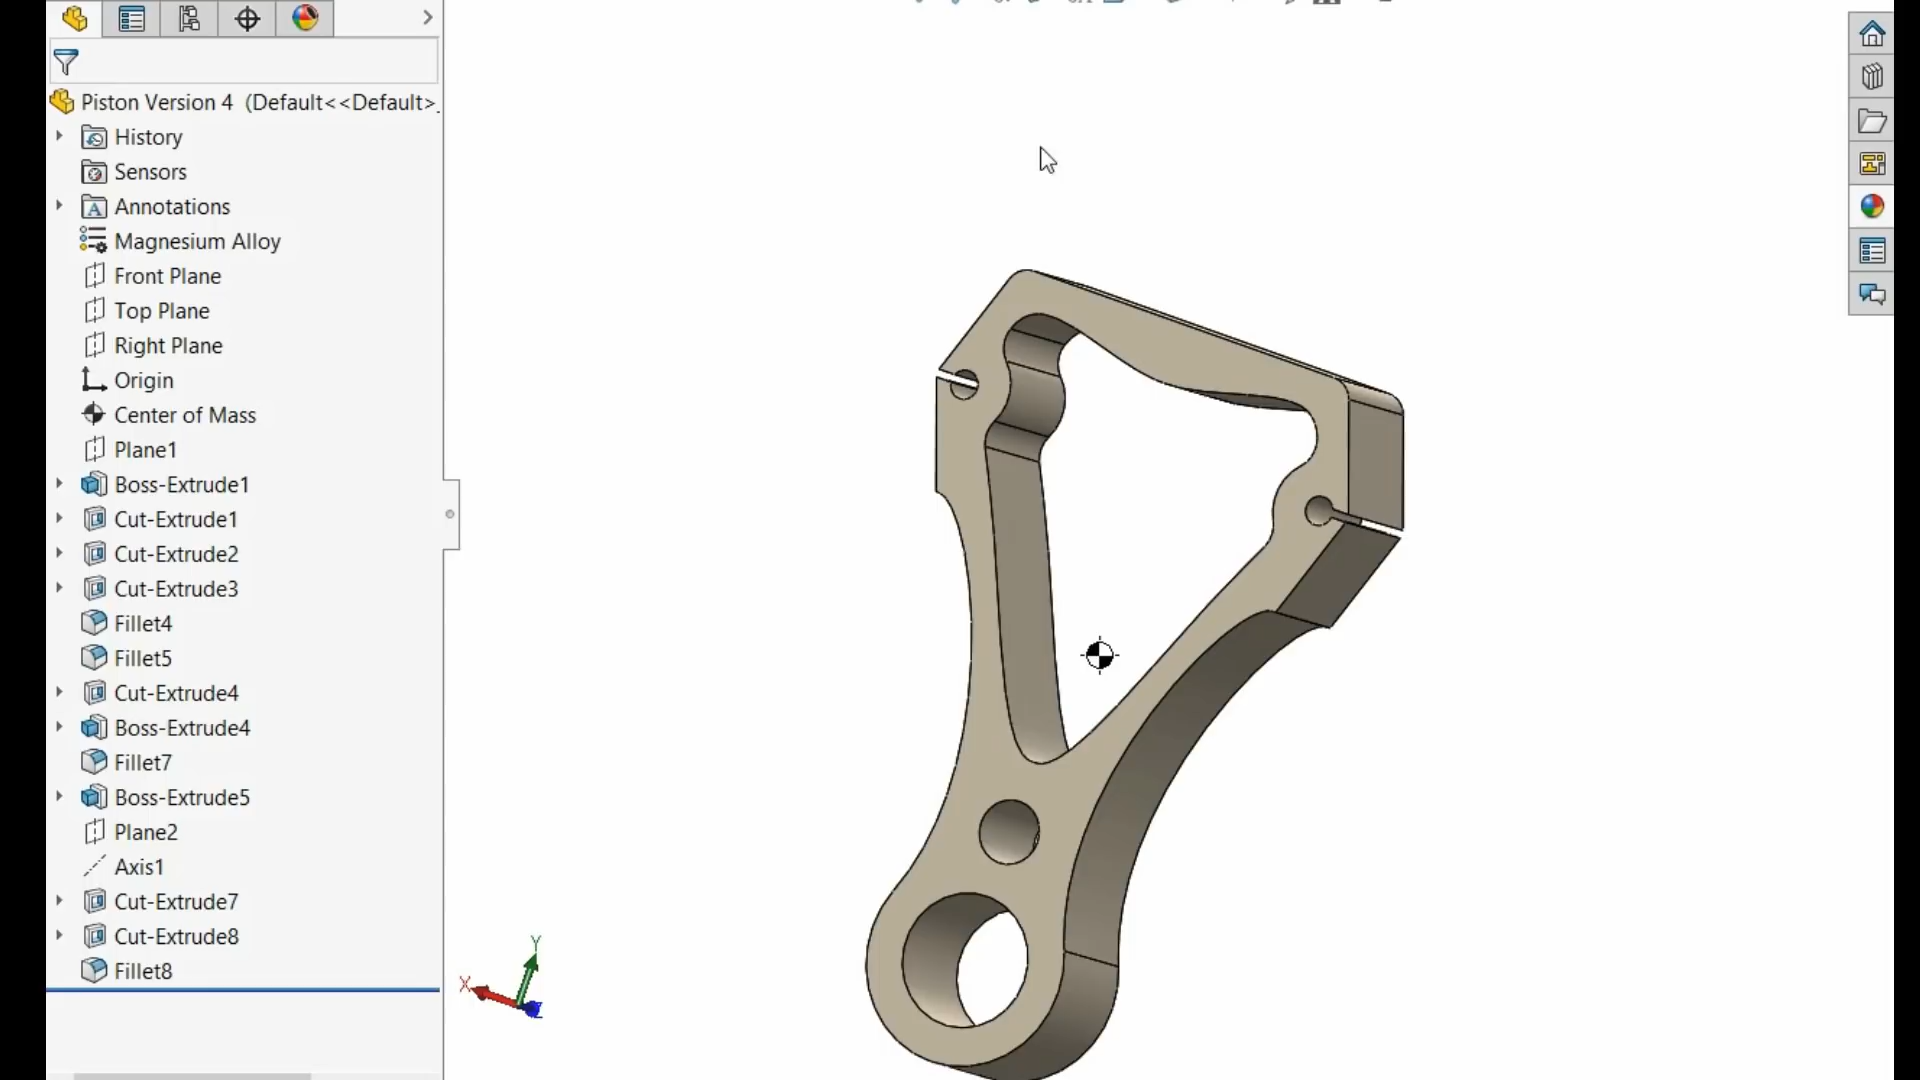 Piston Version 4 (Default<<Default>_
History
Sensors
Annotations
Magnesium Alloy
Front Plane
Top Plane
Right Plane
Origin
Center of Mass
Plane1
Boss-Extrude1
Cut-Extrude1
Cut-Extrude2
Cut-Extrude3
Fillet4
Fillet5
Cut-Extrude4
Boss-Extrude4
Fillet7
Boss-Extrude5
Plane2
Axis1
Cut-Extrude7
Cut-Extrude8
Fillet8
Y
X
Z